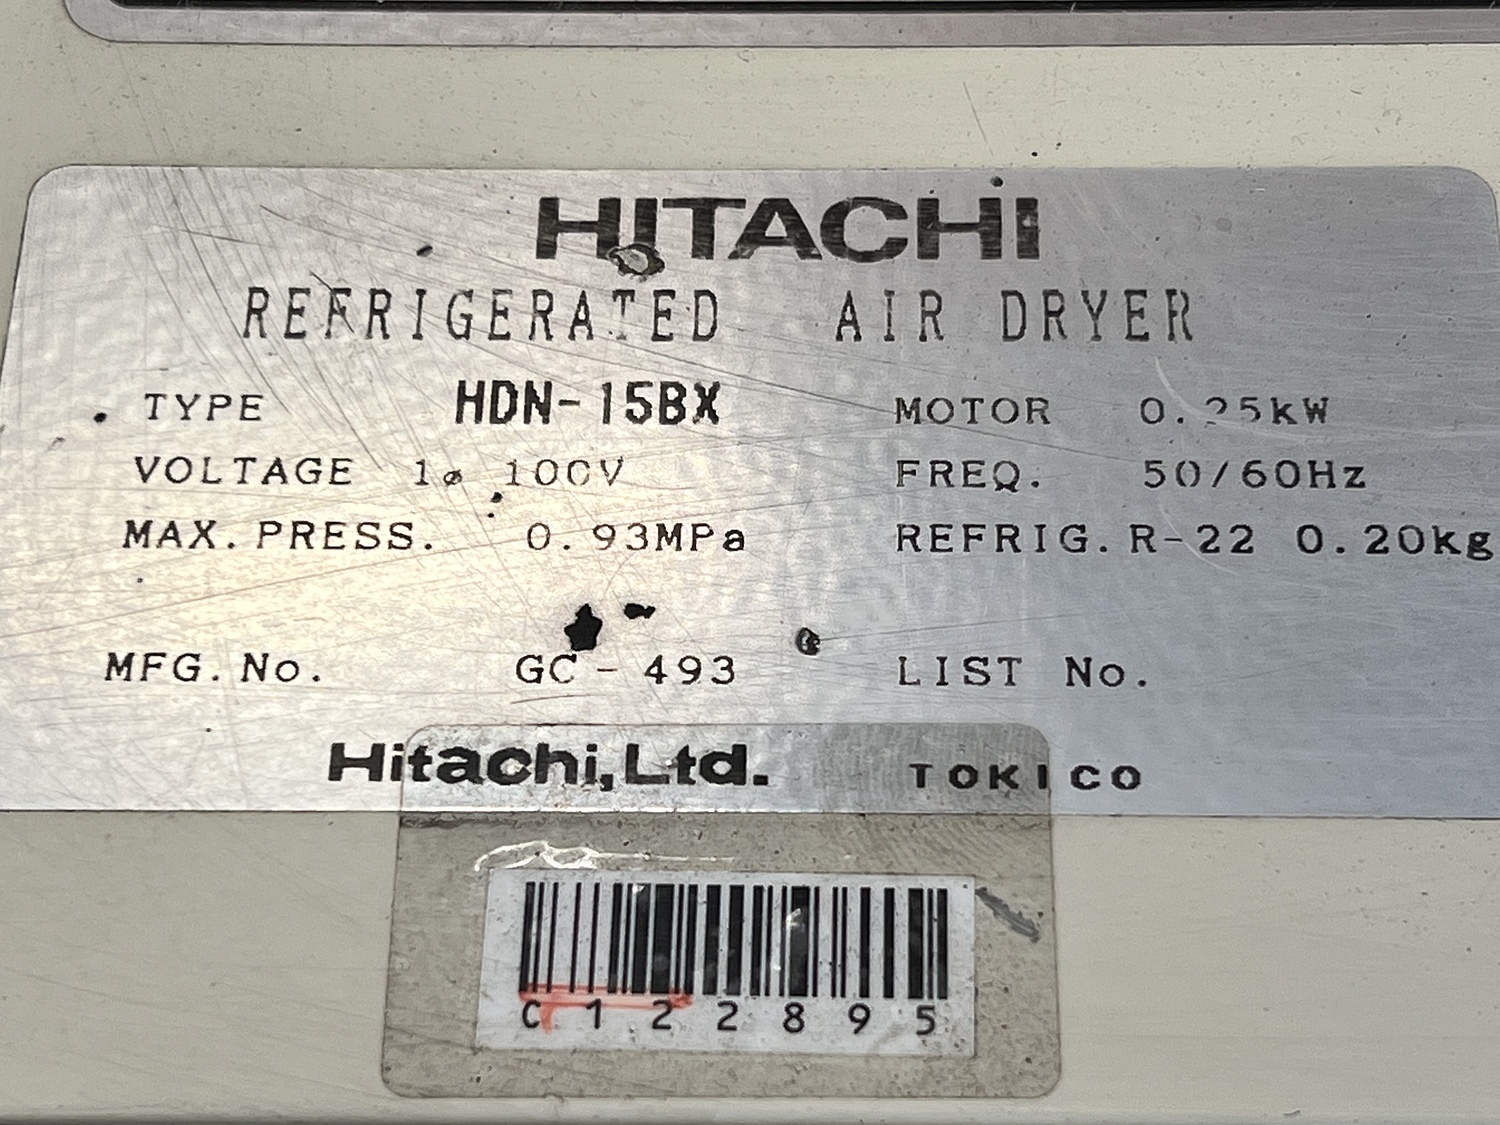 HITACHI
REFRIGERATED AIR DRYER
TYPE HDN-15BX MOTOR 0.25kW
VOLTAGE 1ø 100V FREQ. 50/60Hz
MAX. PRESS. 0.93MPa REFRIG. R-22 0.20kg
MFG. No. GC-493 LIST No.
Hitachi, Ltd. TOKICO
C122895